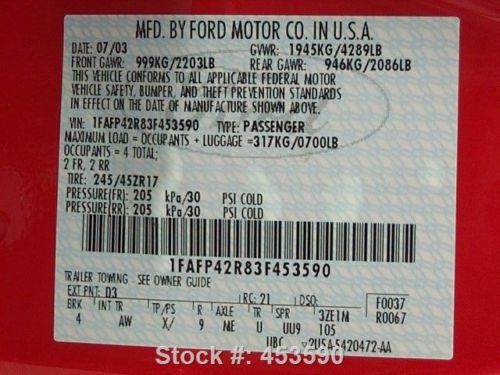 MFD. BY FORD MOTOR CO. IN U.S.A.
DATE: 07/03 GVWR: 1945KG/4289LB
FRONT GAWR: 999KG/2203LB REAR GAWR: 946KG/2086LB
THIS VEHICLE CONFORMS TO ALL APPLICABLE FEDERAL MOTOR
VEHICLE SAFETY, BUMPER, AND THEFT PREVENTION STANDARDS
IN EFFECT ON THE DATE OF MANUFACTURE SHOWN ABOVE.
VIN: 1FAFP42R83F453590 TYPE: PASSENGER
MAXIMUM LOAD = OCCUPANTS + LUGGAGE =317KG/0700LB
OCCUPANTS = 4 TOTAL;
2 FR, 2 RR
TIRE: 245/45ZR17
PRESSURE(FR): 205 kPa/30 PSI COLD
PRESSURE(RR): 205 kPa/30 PSI COLD
1FAFP42R83F453590
TRAILER TOWING - SEE OWNER GUIDE
EXT PNT: D3 RC: 21 DSO: F0037
BRK INT TR TP/PS R AXLE TR SPR 3ZE1M R0067
4 AW X/ 9 NE U UU9 105
UBC 2USA-5420472-AA
Stock #: 453590